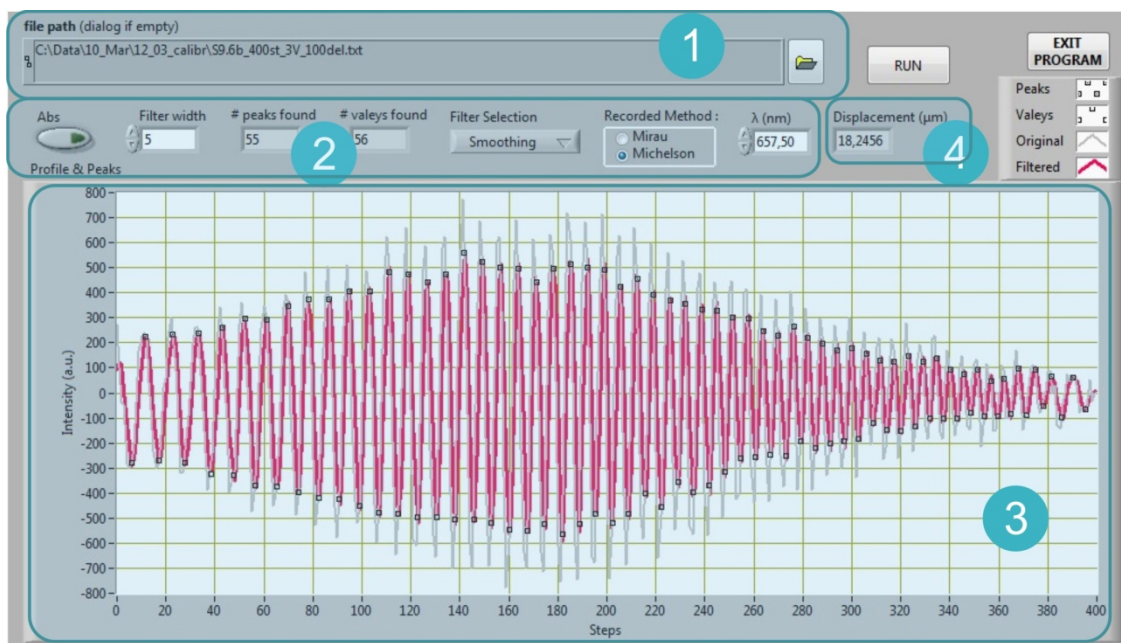 file path (dialog if empty)
C:\Data\10_Mar\12_03_calibr\S9.6b_400st_3V_100del.txt
1
RUN
EXIT
PROGRAM
Abs
Filter width
5
# peaks found
55
# valeys found
56
2
Filter Selection
Smoothing
Recorded Method :
Mirau
Michelson
λ (nm)
657,50
Displacement (µm)
18,2456
4
Peaks
Valeys
Original
Filtered
Profile & Peaks
Intensity (a.u.)
800
700
600
500
400
300
200
100
0
-100
-200
-300
-400
-500
-600
-700
-800
3
0 20 40 60 80 100 120 140 160 180 200 220 240 260 280 300 320 340 360 380 400
Steps